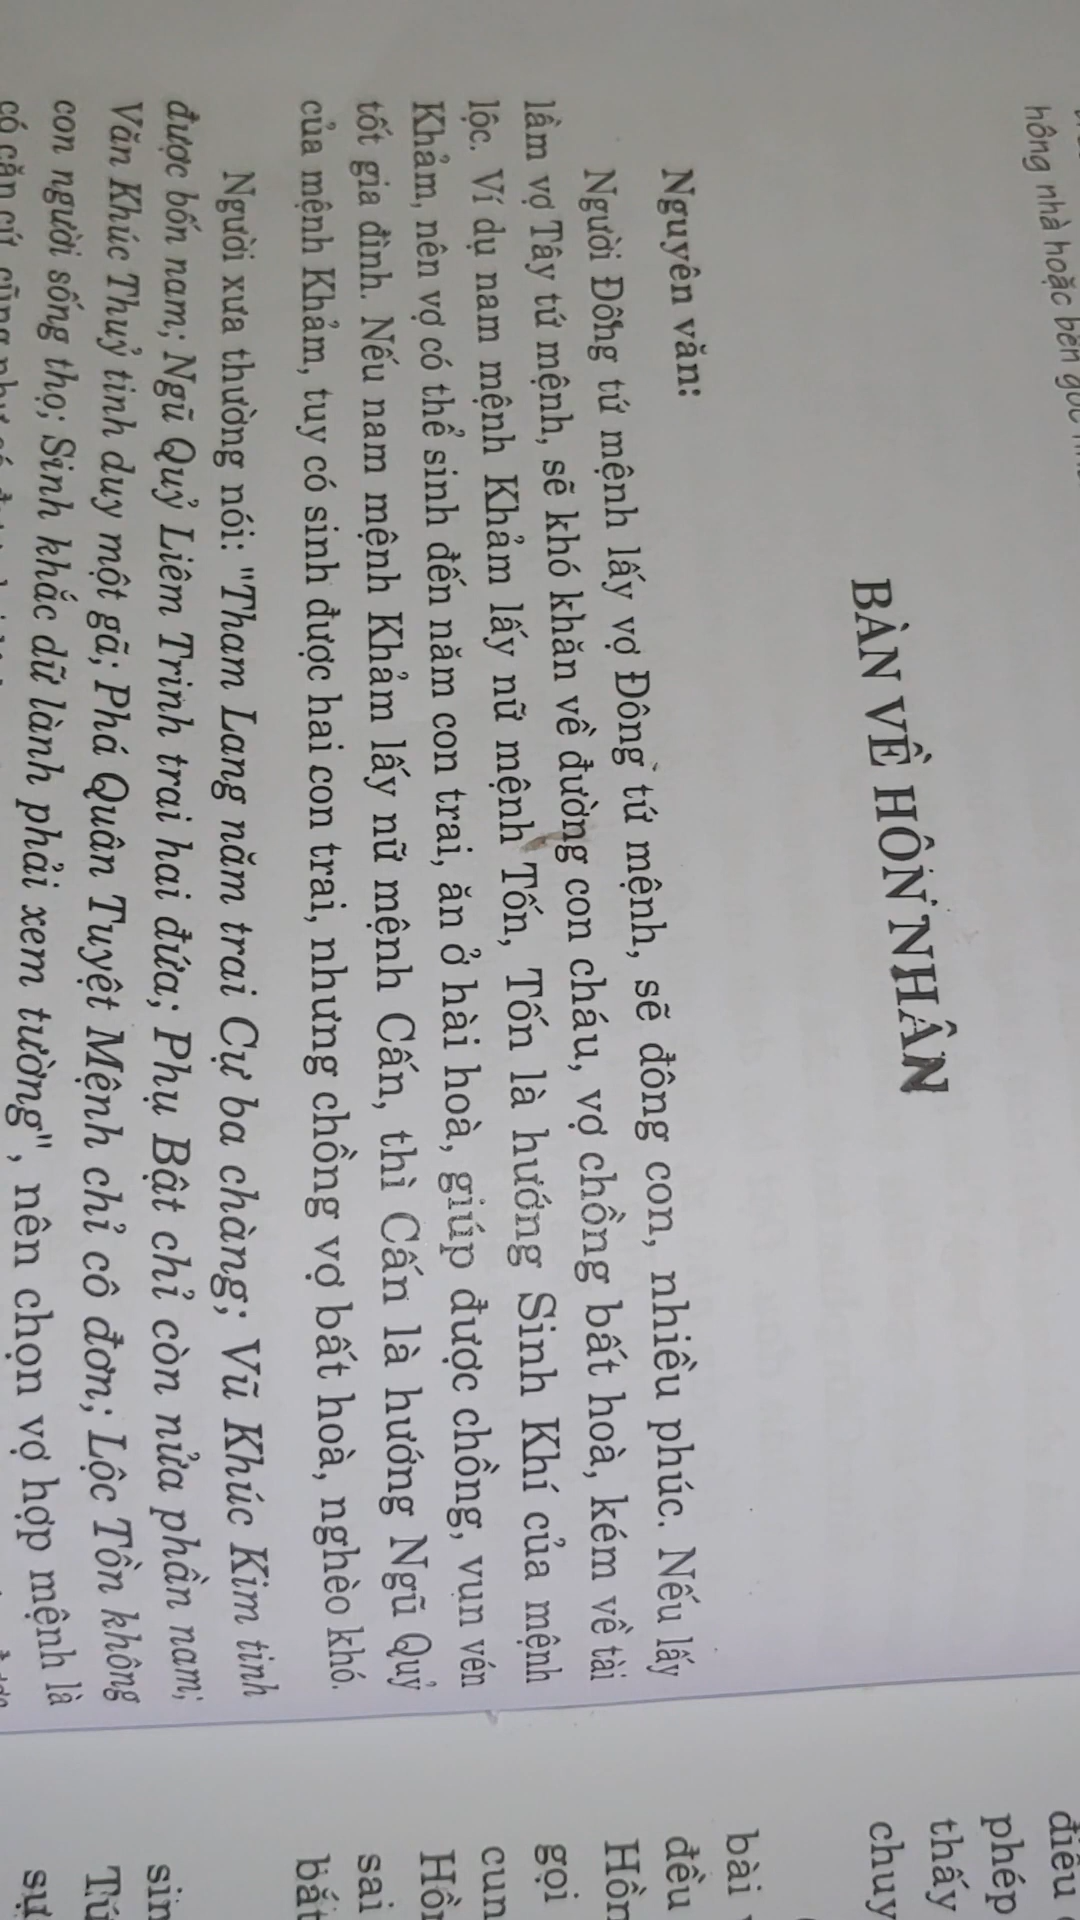 hông nhà hoặc bên
BÀN VỀ HÔN NHÂN
Nguyên văn:
Người Đông tứ mệnh lấy vợ Đông tứ mệnh, sẽ đông con, nhiều phúc. Nếu lấy
lầm vợ Tây tứ mệnh, sẽ khó khăn về đường con cháu, vợ chồng bất hoà, kém về tài
lộc. Ví dụ nam mệnh Khảm lấy nữ mệnh Tốn, Tốn là hướng Sinh Khí của mệnh
Khảm, nên vợ có thể sinh đến năm con trai, ăn ở hài hoà, giúp được chồng, vun vén
tốt gia đình. Nếu nam mệnh Khảm lấy nữ mệnh Cấn, thì Cấn là hướng Ngũ Quỷ
của mệnh Khảm, tuy có sinh được hai con trai, nhưng chồng vợ bất hoà, nghèo khó.
Người xưa thường nói: "Tham Lang năm trai Cự ba chàng; Vũ Khúc Kim tinh
được bốn nam; Ngũ Quỷ Liêm Trinh trai hai đứa; Phụ Bật chỉ còn nửa phần nam;
Văn Khúc Thuỷ tinh duy một gã; Phá Quân Tuyệt Mệnh chỉ cô đơn; Lộc Tồn không
con người sống thọ; Sinh khắc dữ lành phải xem tường", nên chọn vợ hợp mệnh là
có căn cứ
điều
phép
thấy
chuy
bài
đều
Hồn
gọi
cun
Hồn
sai
bất
sin
Tú
sự